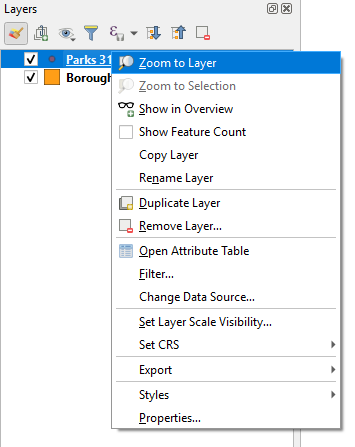 Layers
Parks 31
Zoom to Layer
Zoom to Selection
Borough
Show in Overview
Show Feature Count
Copy Layer
Rename Layer
Duplicate Layer
Remove Layer...
Open Attribute Table
Filter...
Change Data Source...
Set Layer Scale Visibility...
Set CRS
Export
Styles
Properties...